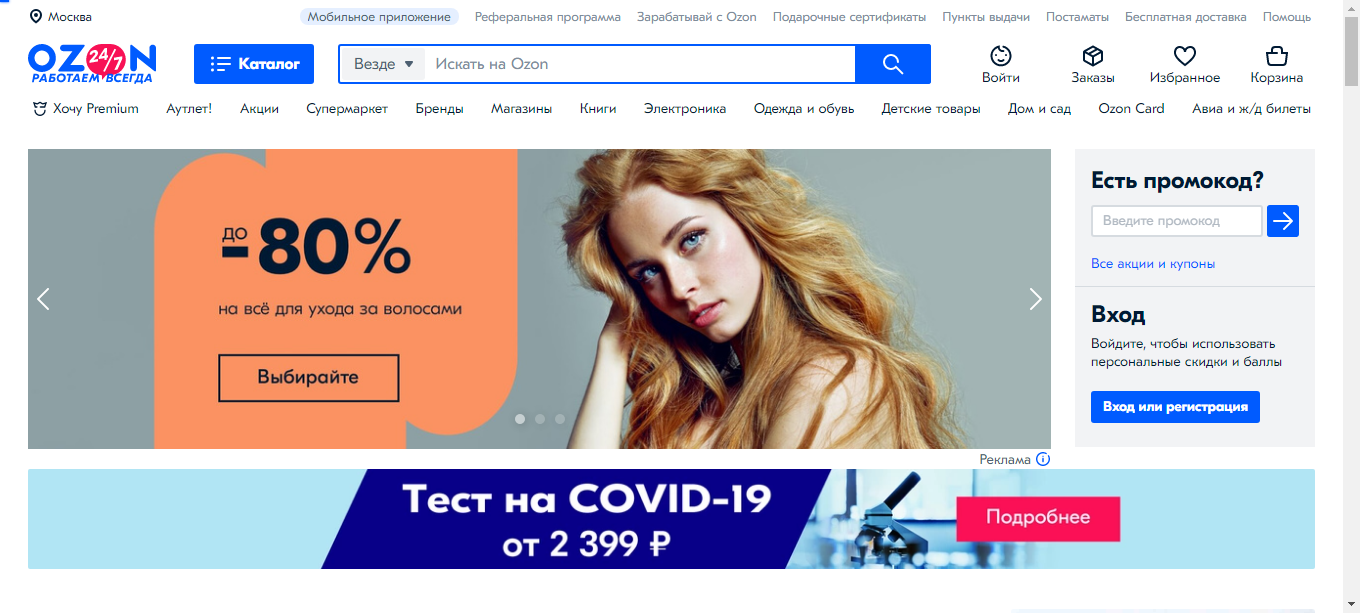 Москва
Мобильное приложение
Реферальная программа
Зарабатывай с Ozon
Подарочные сертификаты
Пункты выдачи
Постаматы
Бесплатная доставка
Помощь
OZON 24/7
РАБОТАЕМ ВСЕГДА
Каталог
Везде
Искать на Ozon
Войти
Заказы
Избранное
Корзина
Хочу Premium
Аутлет!
Акции
Супермаркет
Бренды
Магазины
Книги
Электроника
Одежда и обувь
Детские товары
Дом и сад
Ozon Card
Авиа и ж/д билеты
до
-80%
на всё для ухода за волосами
Выбирайте
Есть промокод?
Введите промокод
Все акции и купоны
Вход
Войдите, чтобы использовать
персональные скидки и баллы
Вход или регистрация
Реклама
Тест на COVID-19
от 2 399 ₽
Подробнее